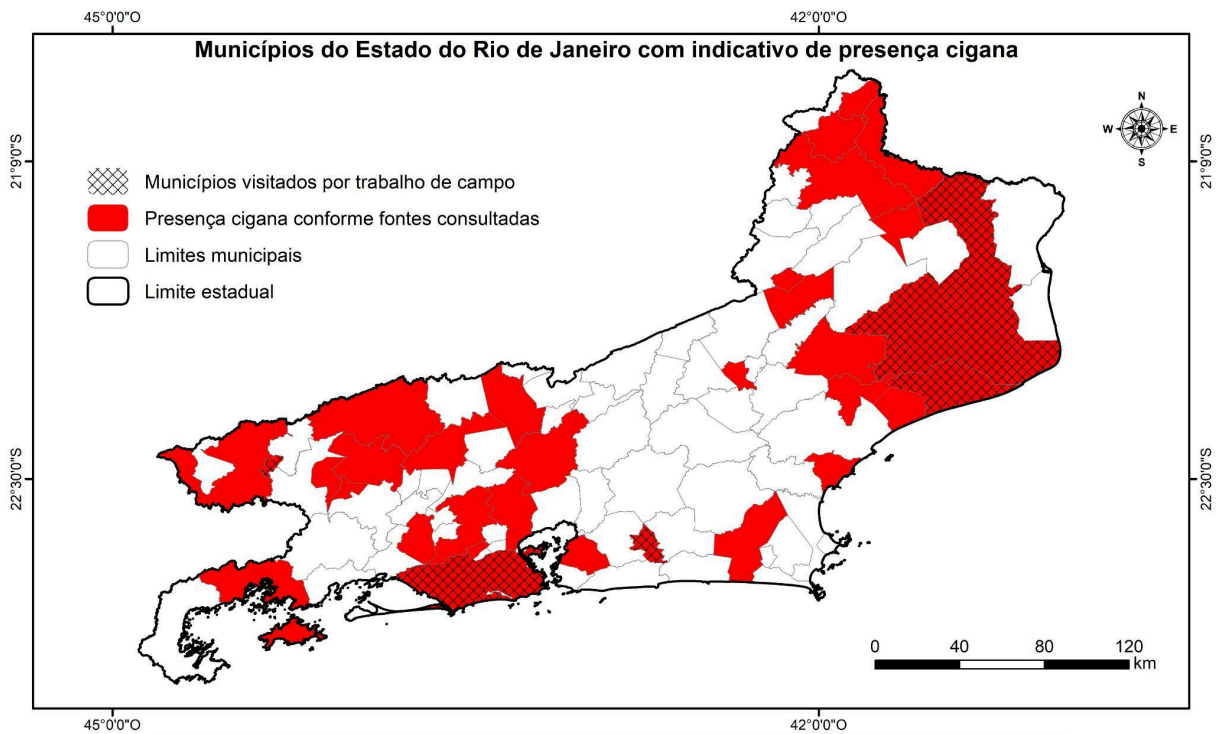 45°0'0"O
42°0'0"O
Municípios do Estado do Rio de Janeiro com indicativo de presença cigana
N
W
E
S
21°9'0"S
21°9'0"S
Municípios visitados por trabalho de campo
Presença cigana conforme fontes consultadas
Limites municipais
Limite estadual
22°30'0"S
22°30'0"S
0
40
80
120
km
45°0'0"O
42°0'0"O